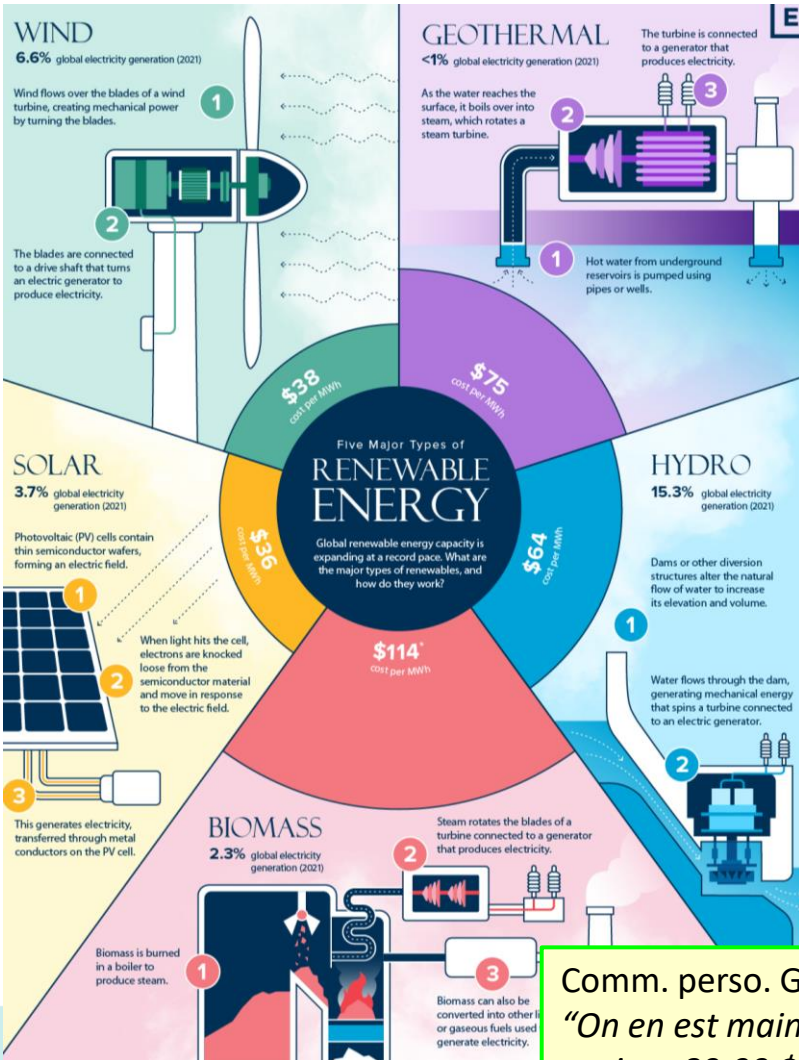 WIND
6.6% global electricity generation (2021)
Wind flows over the blades of a wind
turbine, creating mechanical power
by turning the blades.
1
2
The blades are connected
to a drive shaft that turns
an electric generator to
produce electricity.
$38
cost per MWh
GEOTHERMAL
<1% global electricity generation (2021)
As the water reaches the
surface, it boils over into
steam, which rotates a
steam turbine.
2
The turbine is connected
to a generator that
produces electricity.
3
E
1
Hot water from underground
reservoirs is pumped using
pipes or wells.
$75
cost per MWh
Five Major Types of
RENEWABLE
ENERGY
Global renewable energy capacity is
expanding at a record pace. What are
the major types of renewables, and
how do they work?
SOLAR
3.7% global electricity
generation (2021)
Photovoltaic (PV) cells contain
thin semiconductor wafers,
forming an electric field.
1
When light hits the cell,
electrons are knocked
loose from the
semiconductor material
and move in response
to the electric field.
2
3
This generates electricity,
transferred through metal
conductors on the PV cell.
$36
cost per MWh
HYDRO
15.3% global electricity
generation (2021)
Dams or other diversion
structures alter the natural
flow of water to increase
its elevation and volume.
1
Water flows through the dam,
generating mechanical energy
that spins a turbine connected
to an electric generator.
2
$64
cost per MWh
$114*
cost per MWh
BIOMASS
2.3% global electricity
generation (2021)
Steam rotates the blades of a
turbine connected to a generator
that produces electricity.
2
Biomass is burned
in a boiler to
produce steam.
1
3
Biomass can also be
converted into other li
or gaseous fuels used
generate electricity.
Comm. perso. G
“On en est main